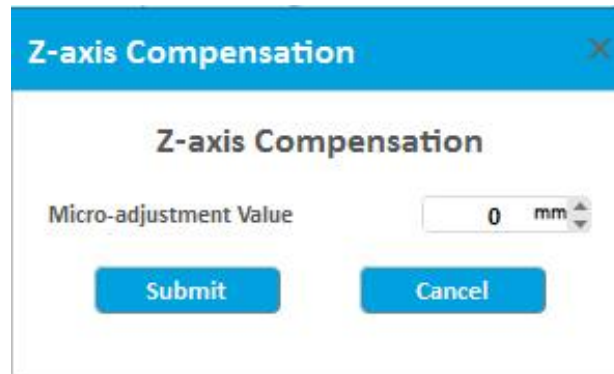 Z-axis Compensation
Z-axis Compensation
Micro-adjustment Value 0 mm
Submit Cancel